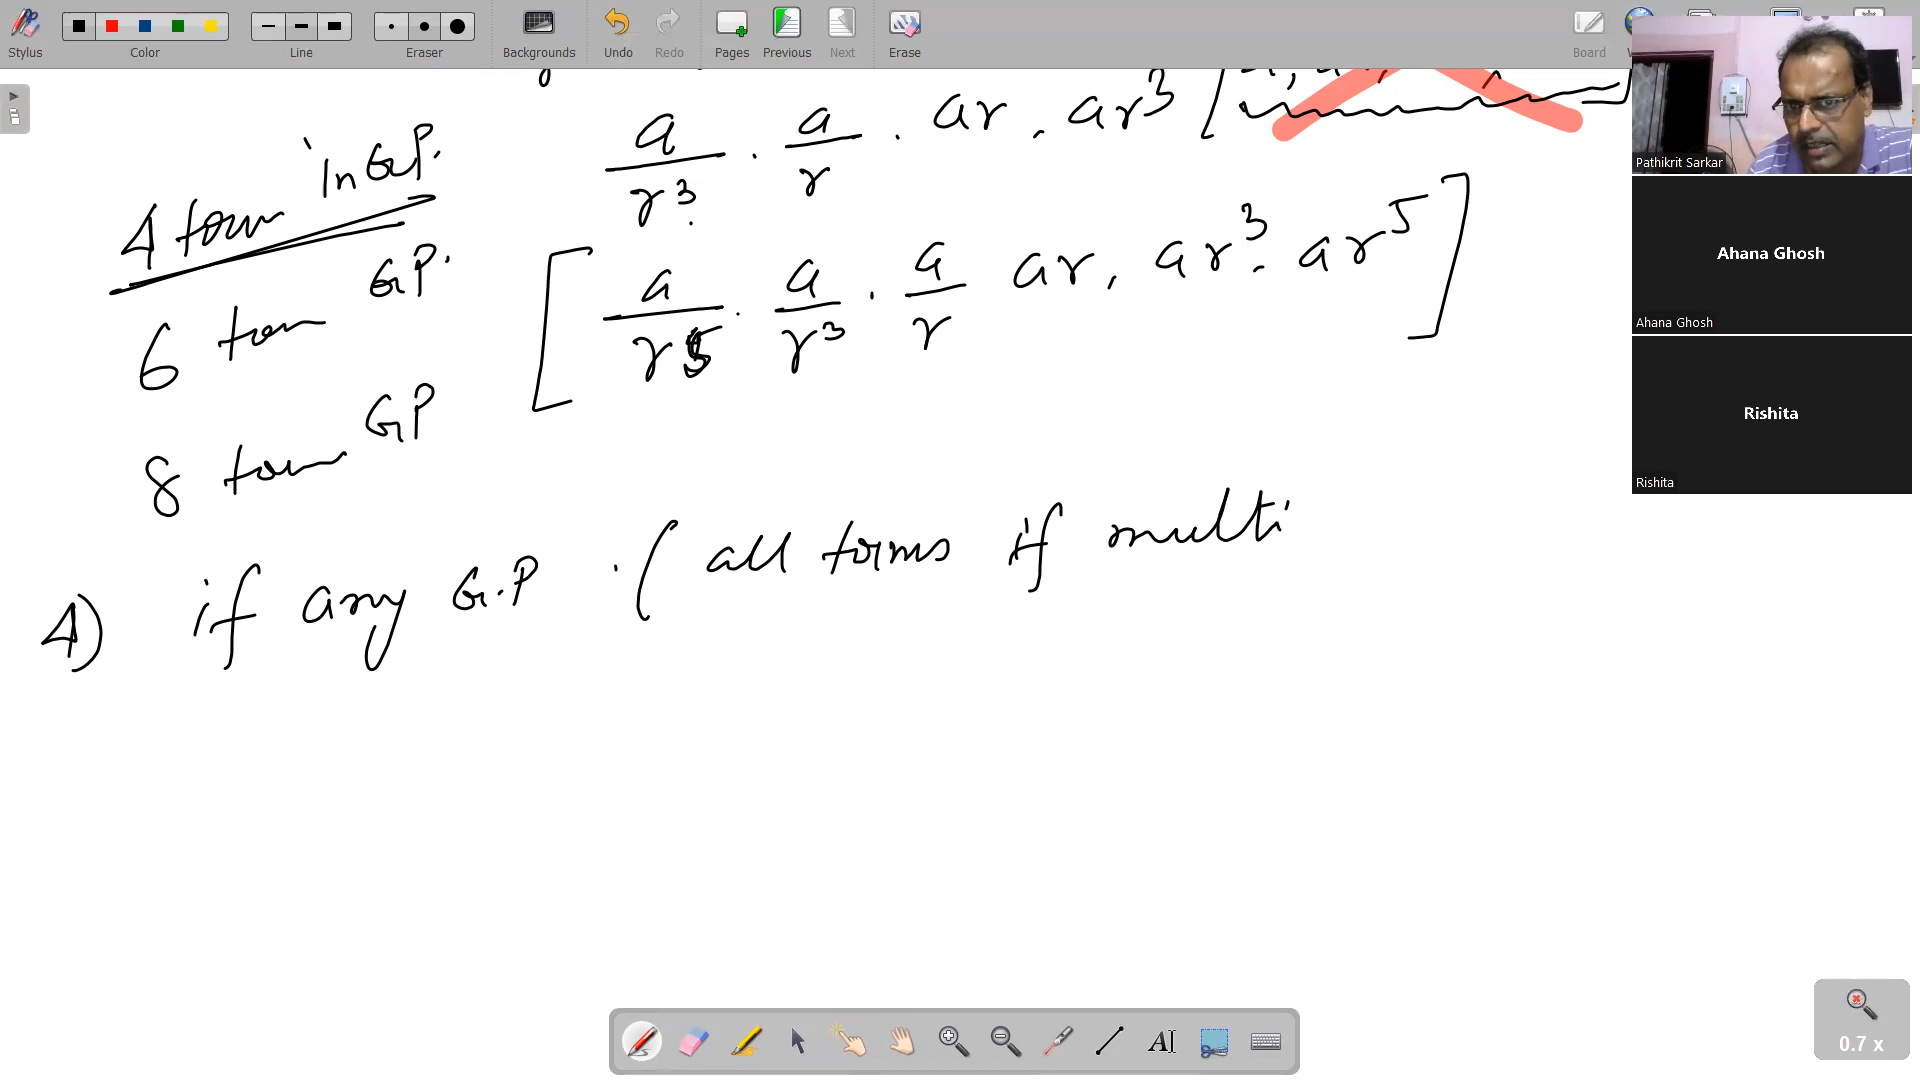 Stylus Color Line Eraser Backgrounds Undo Redo Pages Previous Next Erase Board
a/r³ . a/r . ar , ar³
4 term in G.P.
6 term G.P.
[a/r5 . a/r³ . a/r ar, ar³. ar⁵]
8 term GP
4) if any G.P . ( all terms if multi
Pathikrit Sarkar
Ahana Ghosh
Ahana Ghosh
Rishita
Rishita
AI
0.7 x